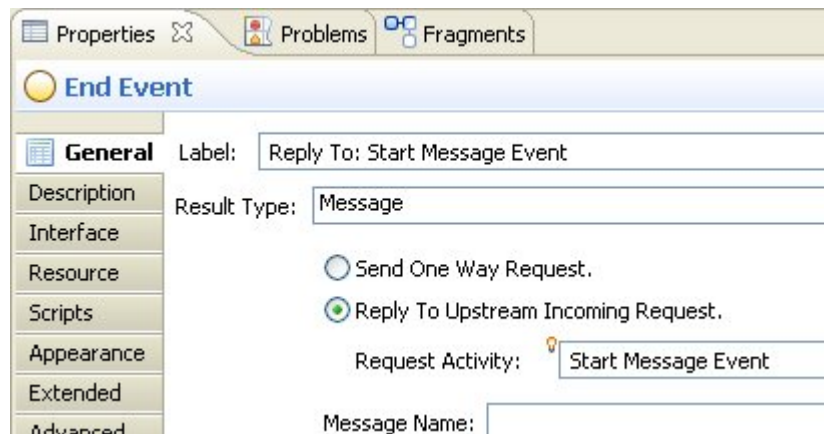 Properties Problems Fragments
End Event
General Label: Reply To: Start Message Event
Description
Result Type: Message
Interface
Resource Send One Way Request.
Scripts Reply To Upstream Incoming Request.
Appearance Request Activity: Start Message Event
Extended
Advanced Message Name: